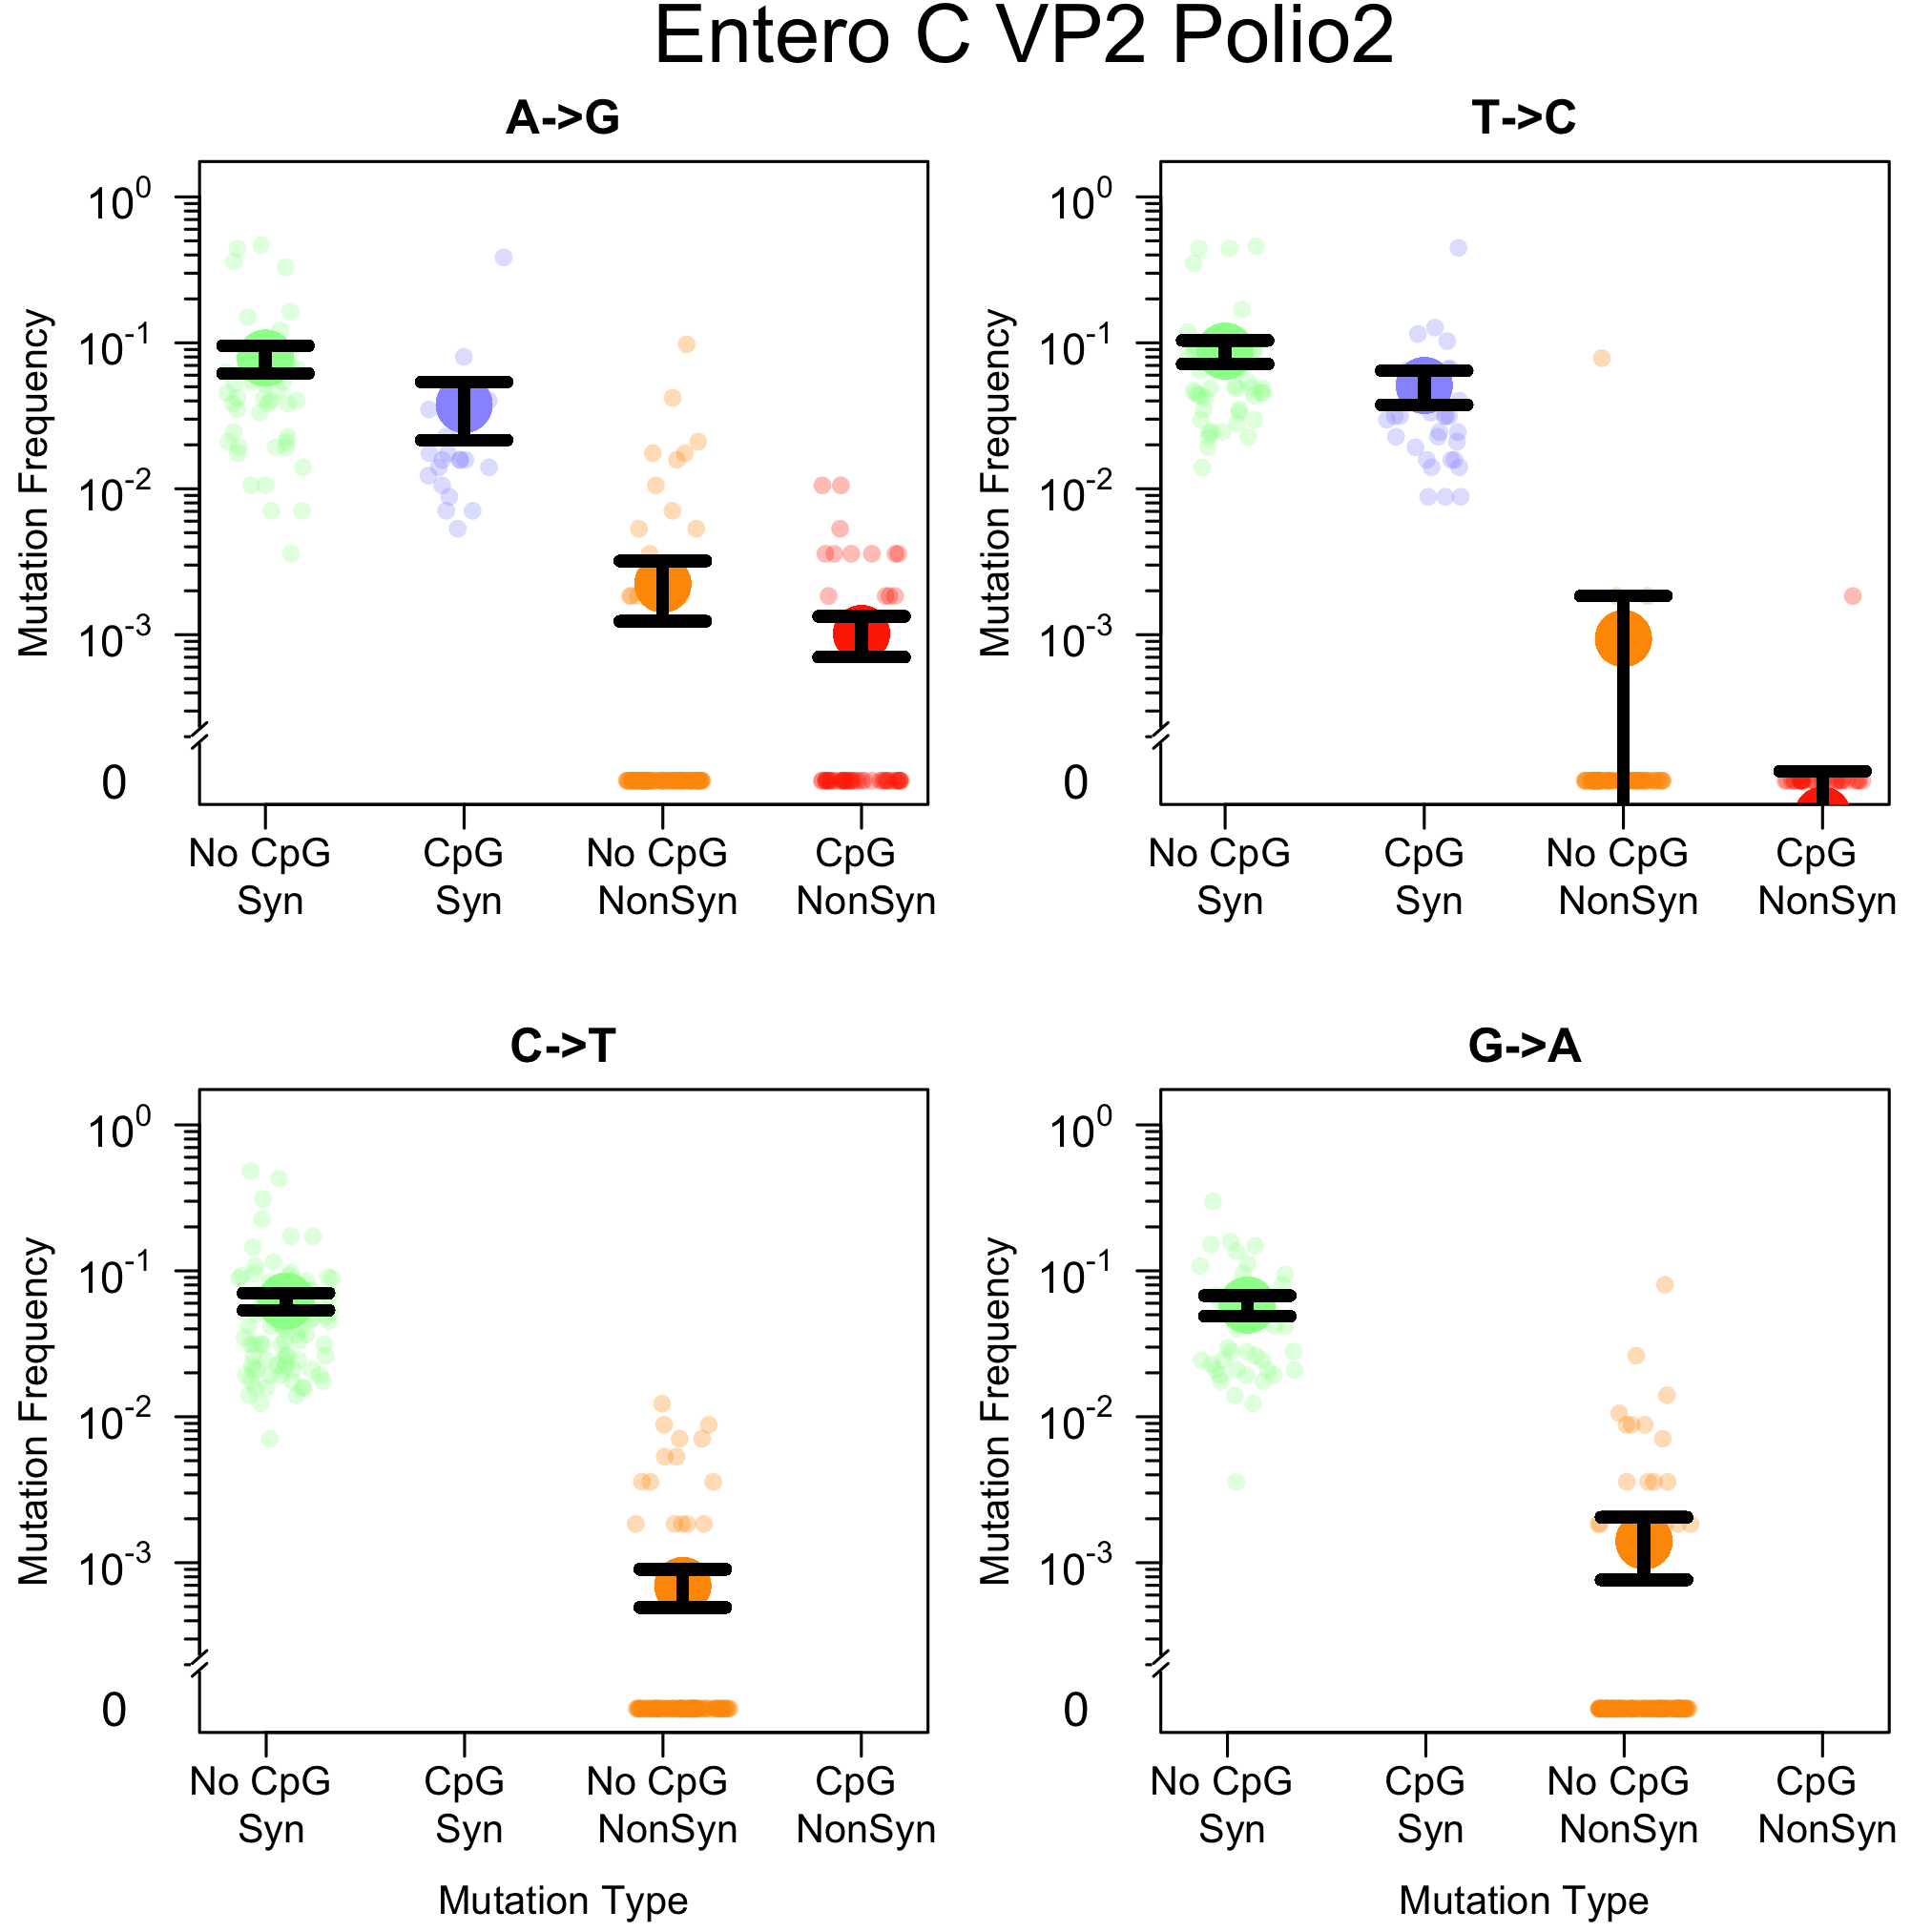 Entero C VP2 Polio2
A->G
Mutation Frequency
10^0
10^-1
10^-2
10^-3
0
No CpG CpG No CpG CpG
Syn Syn NonSyn NonSyn
T->C
Mutation Frequency
10^0
10^-1
10^-2
10^-3
0
No CpG CpG No CpG CpG
Syn Syn NonSyn NonSyn
C->T
Mutation Frequency
10^0
10^-1
10^-2
10^-3
0
No CpG CpG No CpG CpG
Syn Syn NonSyn NonSyn
Mutation Type
G->A
Mutation Frequency
10^0
10^-1
10^-2
10^-3
0
No CpG CpG No CpG CpG
Syn Syn NonSyn NonSyn
Mutation Type